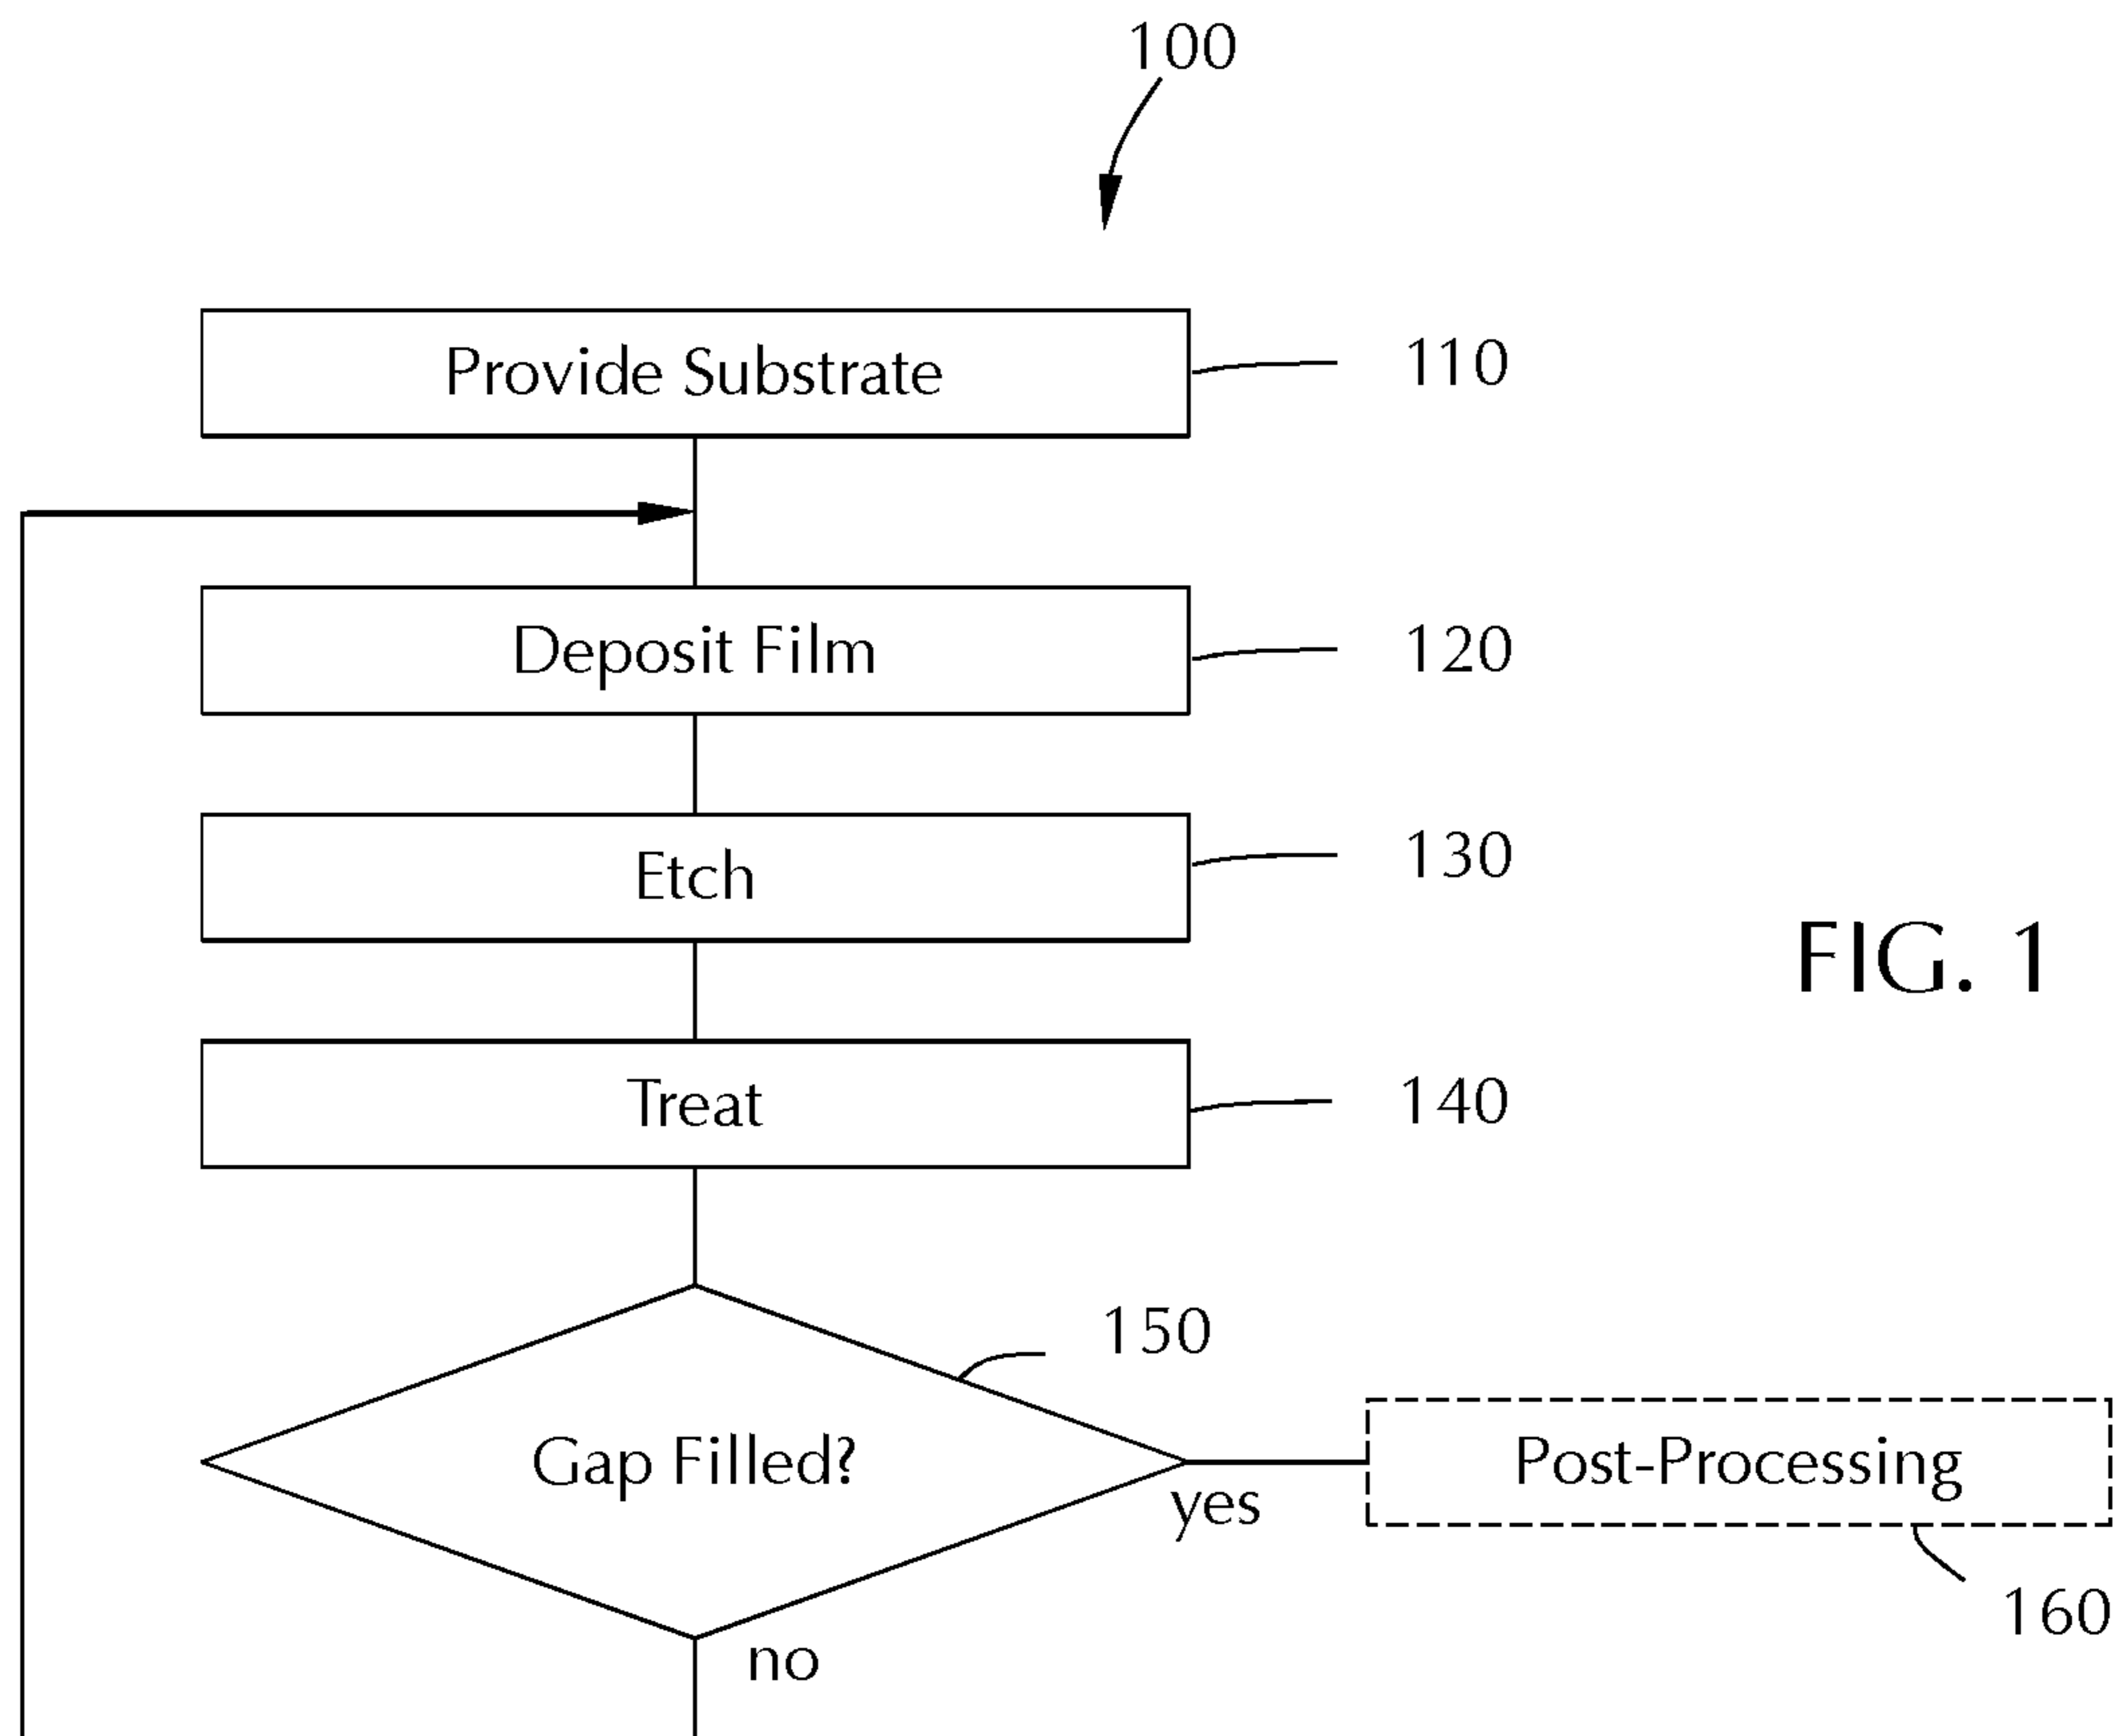 100
Provide Substrate
110
Deposit Film
120
Etch
130
FIG. 1
Treat
140
150
Gap Filled?
yes
Post-Processing
160
no